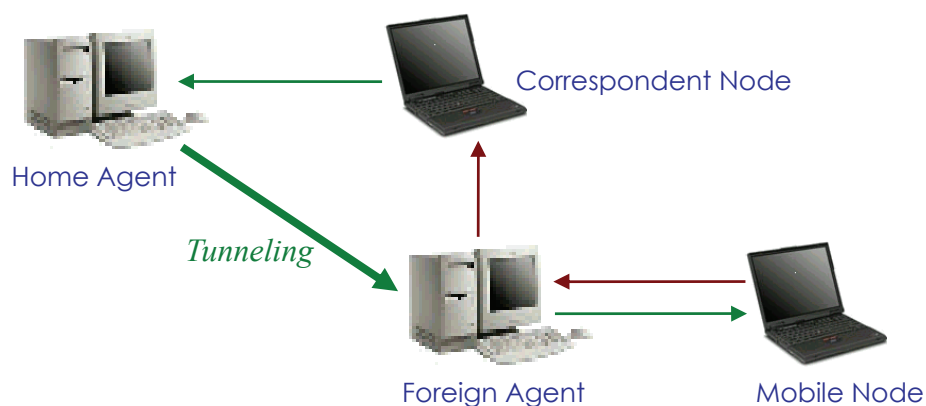 Correspondent Node
Home Agent
Tunneling
Foreign Agent
Mobile Node